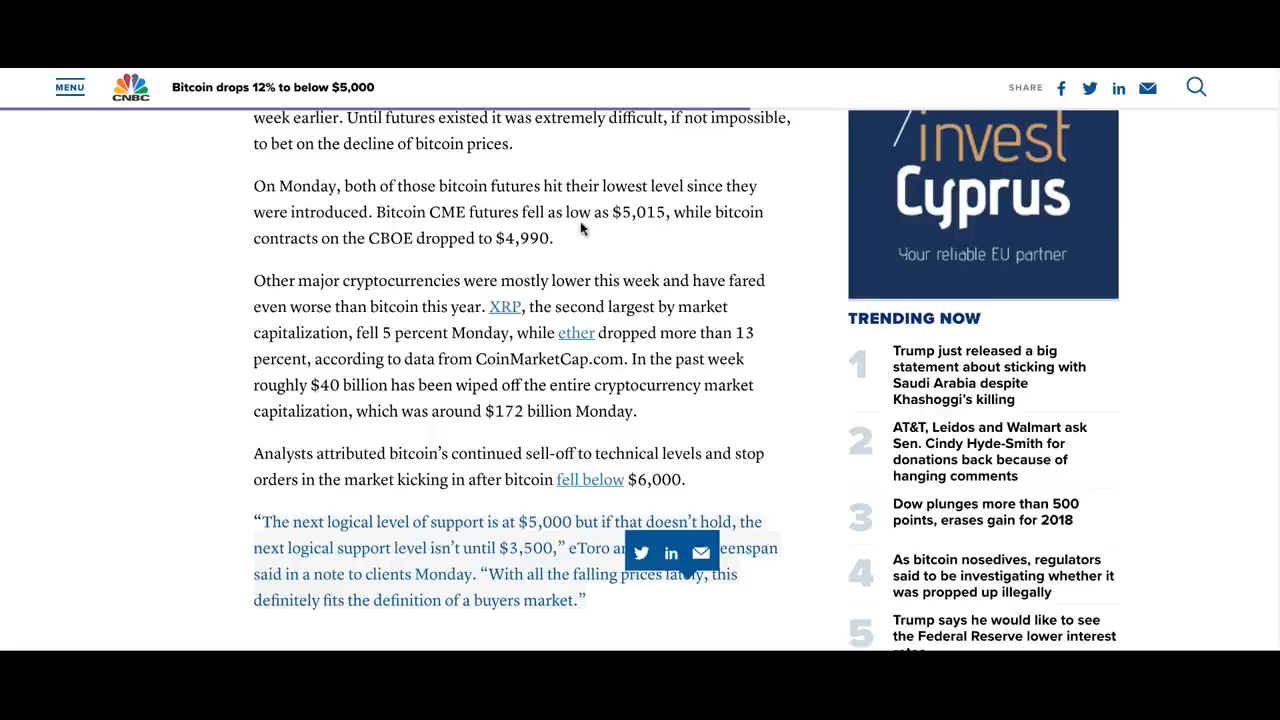 MENU
CNBC
Bitcoin drops 12% to below $5,000
SHARE
week earlier. Until futures existed it was extremely difficult, if not impossible,
to bet on the decline of bitcoin prices.
On Monday, both of those bitcoin futures hit their lowest level since they
were introduced. Bitcoin CME futures fell as low as $5,015, while bitcoin
contracts on the CBOE dropped to $4,990.
Other major cryptocurrencies were mostly lower this week and have fared
even worse than bitcoin this year. XRP, the second largest by market
capitalization, fell 5 percent Monday, while ether dropped more than 13
percent, according to data from CoinMarketCap.com. In the past week
roughly $40 billion has been wiped off the entire cryptocurrency market
capitalization, which was around $172 billion Monday.
Analysts attributed bitcoin’s continued sell-off to technical levels and stop
orders in the market kicking in after bitcoin fell below $6,000.
“The next logical level of support is at $5,000 but if that doesn’t hold, the
next logical support level isn’t until $3,500,” eToro
said in a note to clients Monday. “With all the falling prices lately, this
definitely fits the definition of a buyers market.”
invest
Cyprus
Your reliable EU partner
TRENDING NOW
1
Trump just released a big
statement about sticking with
Saudi Arabia despite
Khashoggi's killing
2
AT&T, Leidos and Walmart ask
Sen. Cindy Hyde-Smith for
donations back because of
hanging comments
3
Dow plunges more than 500
points, erases gain for 2018
4
As bitcoin nosedives, regulators
said to be investigating whether it
was propped up illegally
5
Trump says he would like to see
the Federal Reserve lower interest